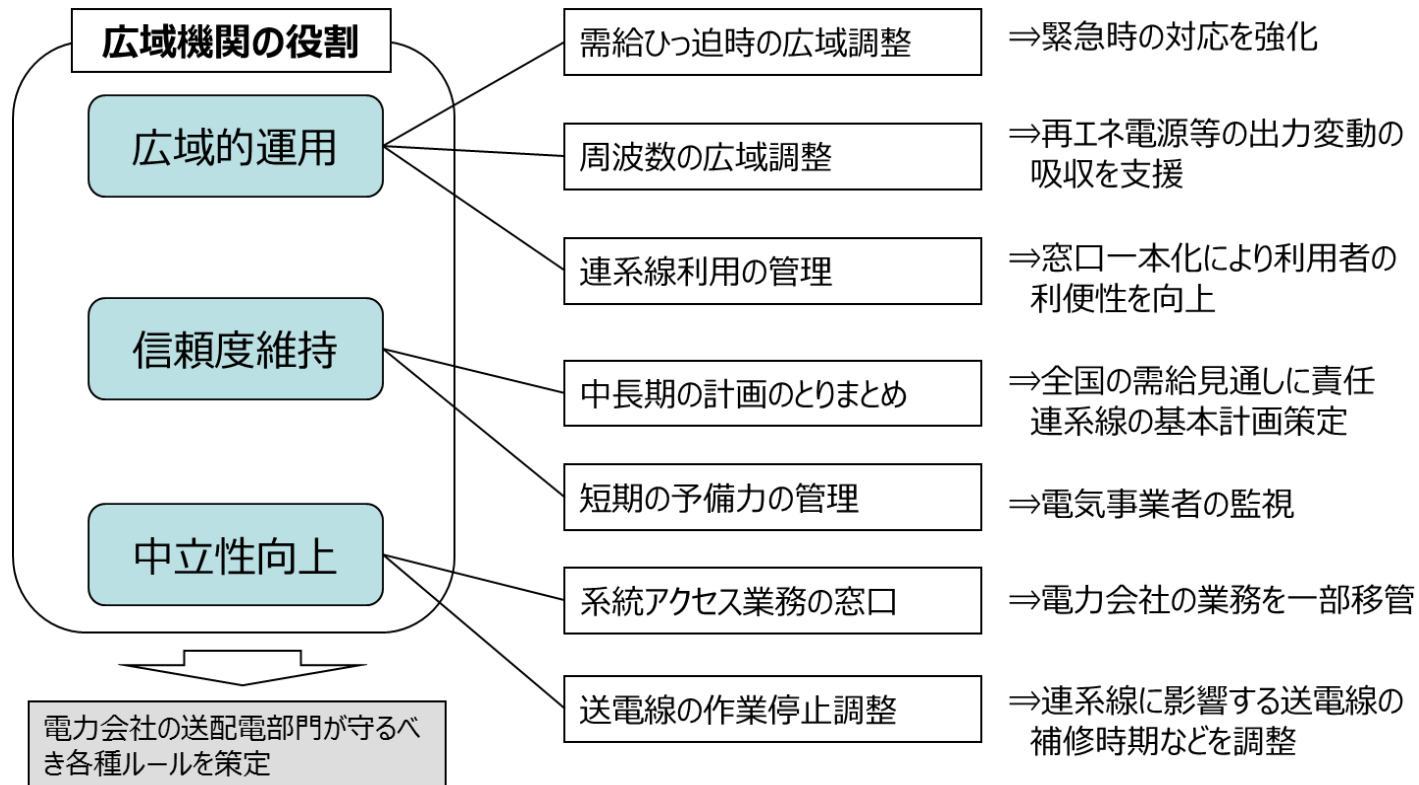 広域機関の役割
広域的運用
信頼度維持
中立性向上
電力会社の送配電部門が守るべ
き各種ルールを策定
需給ひっ迫時の広域調整
⇒緊急時の対応を強化
周波数の広域調整
⇒再エネ電源等の出力変動の
吸収を支援
連系線利用の管理
⇒窓口一本化により利用者の
利便性を向上
中長期の計画のとりまとめ
⇒全国の需給見通しに責任
連系線の基本計画策定
短期の予備力の管理
⇒電気事業者の監視
系統アクセス業務の窓口
⇒電力会社の業務を一部移管
送電線の作業停止調整
⇒連系線に影響する送電線の
補修時期などを調整